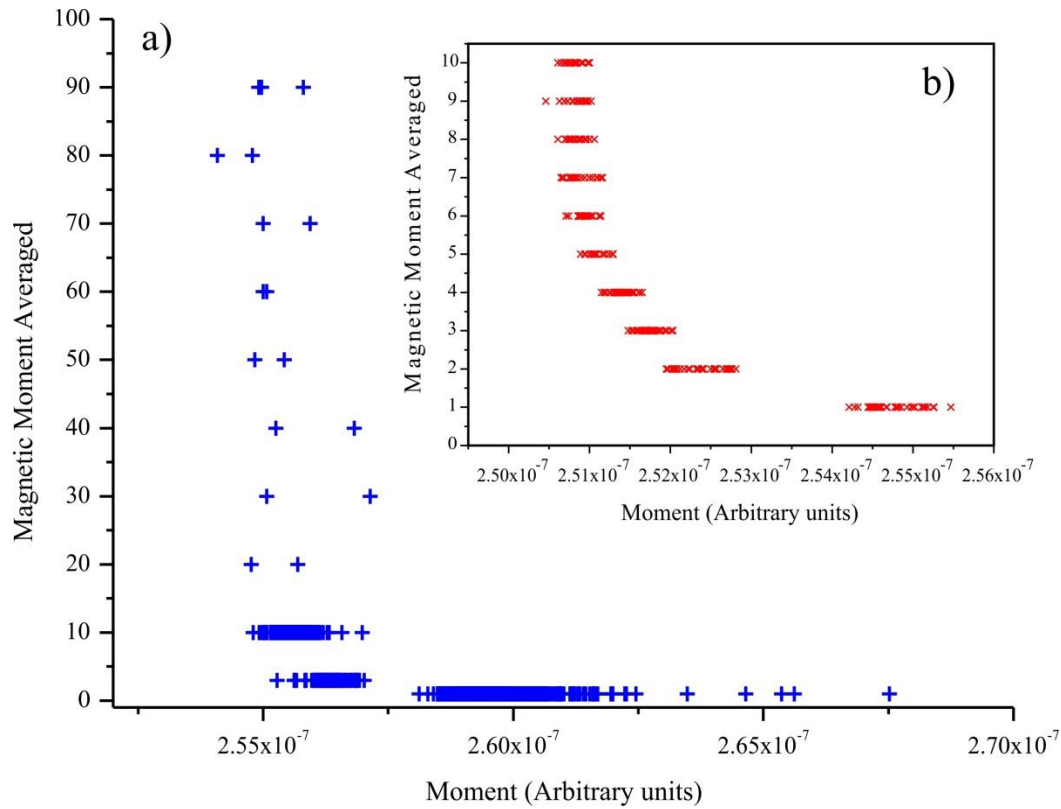 a)
100
90
80
70
60
50
40
30
20
10
0
Magnetic Moment Averaged
2.55x10⁻⁷
2.60x10⁻⁷
2.65x10⁻⁷
2.70x10⁻⁷
Moment (Arbitrary units)
b)
10
9
8
7
6
5
4
3
2
1
0
Magnetic Moment Averaged
2.50x10⁻⁷
2.51x10⁻⁷
2.52x10⁻⁷
2.53x10⁻⁷
2.54x10⁻⁷
2.55x10⁻⁷
2.56x10⁻⁷
Moment (Arbitrary units)